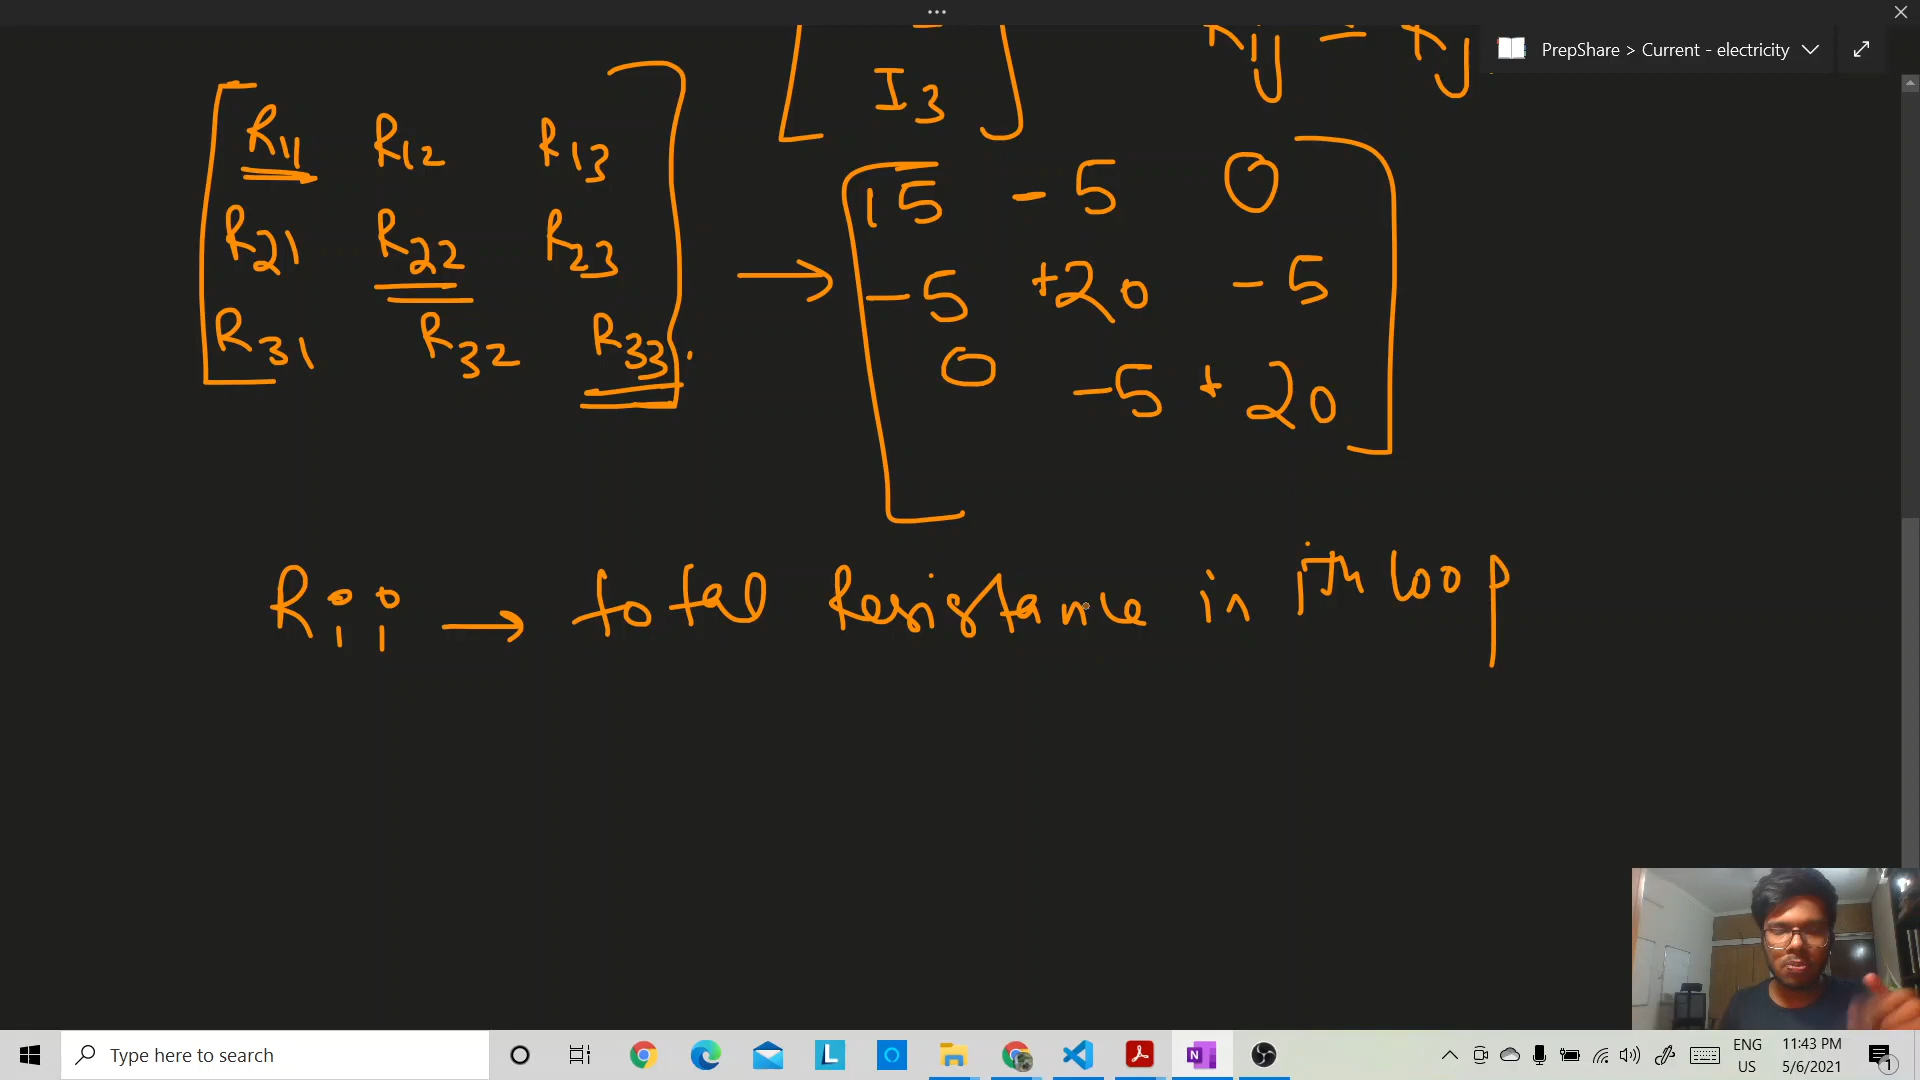 PrepShare > Current - electricity
I3
R11 R12 R13
R21 R22 R23
R31 R32 R33
→
15 - 5 0
- 5 +20 - 5
0 - 5 + 20
Rii → total Resistance in ith loop
Type here to search
ENG
US
11:43 PM
5/6/2021
1